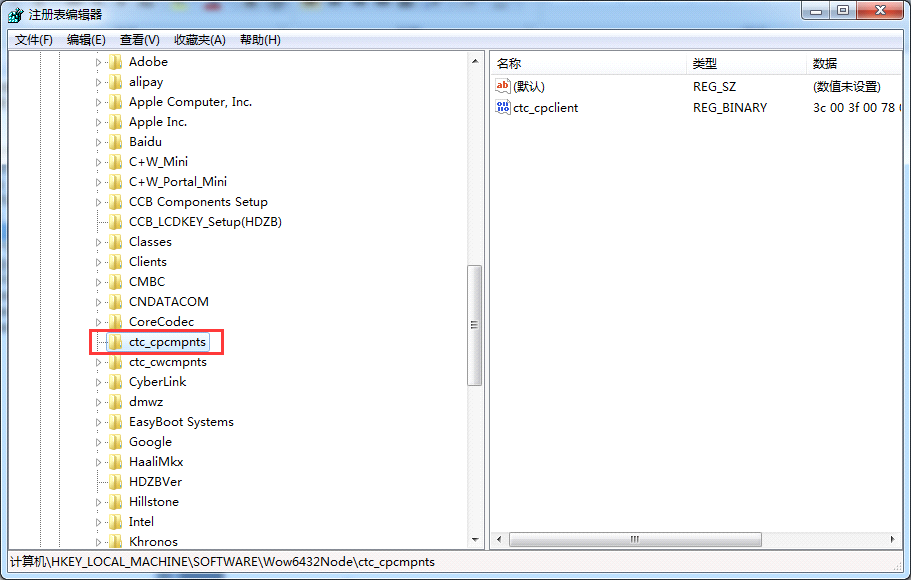 注册表编辑器
文件(F) 编辑(E) 查看(V) 收藏夹(A) 帮助(H)
Adobe
alipay
Apple Computer, Inc.
Apple Inc.
Baidu
C+W_Mini
C+W_Portal_Mini
CCB Components Setup
CCB_LCDKEY_Setup(HDZB)
Classes
Clients
CMBC
CNDATACOM
CoreCodec
ctc_cpcmpnts
ctc_cwcmpnts
CyberLink
dmwz
EasyBoot Systems
Google
HaaliMkx
HDZBVer
Hillstone
Intel
Khronos
名称 类型 数据
(默认) REG_SZ (数值未设置)
ctc_cpclient REG_BINARY 3c 00 3f 00 78
计算机\HKEY_LOCAL_MACHINE\SOFTWARE\Wow6432Node\ctc_cpcmpnts